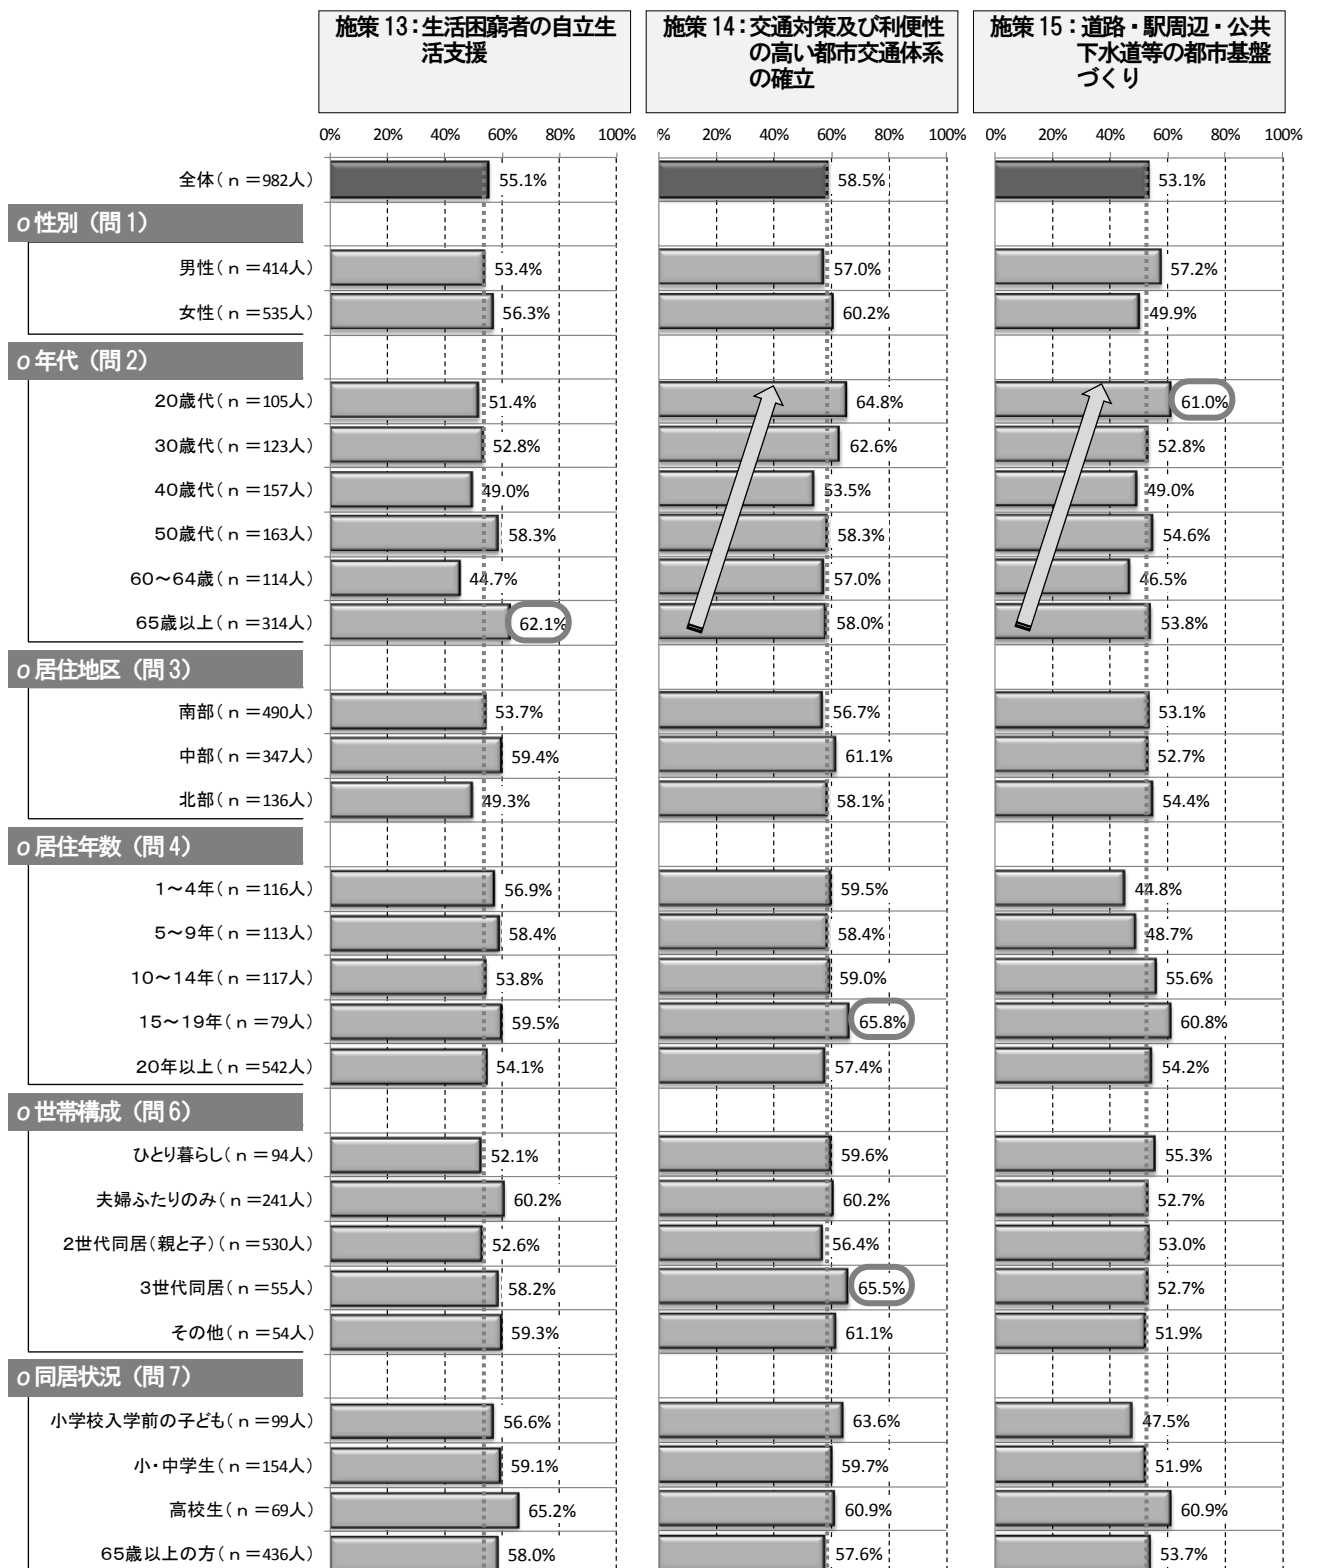 施策 13：生活困窮者の自立生
活支援
施策 14：交通対策及び利便性
の高い都市交通体系
の確立
施策 15：道路・駅周辺・公共
下水道等の都市基盤
づくり
0% 20% 40% 60% 80% 100% % 20% 40% 60% 80% 100% 0% 20% 40% 60% 80% 100%
全体（ｎ＝982人） 55.1% 58.5% 53.1%
o 性別（問1）
男性（ｎ＝414人） 53.4% 57.0% 57.2%
女性（ｎ＝535人） 56.3% 60.2% 49.9%
o 年代（問2）
20歳代（ｎ＝105人） 51.4% 64.8% 61.0%
30歳代（ｎ＝123人） 52.8% 62.6% 52.8%
40歳代（ｎ＝157人） 49.0% 53.5% 49.0%
50歳代（ｎ＝163人） 58.3% 58.3% 54.6%
60～64歳（ｎ＝114人） 44.7% 57.0% 46.5%
65歳以上（ｎ＝314人） 62.1% 58.0% 53.8%
o 居住地区（問3）
南部（ｎ＝490人） 53.7% 56.7% 53.1%
中部（ｎ＝347人） 59.4% 61.1% 52.7%
北部（ｎ＝136人） 49.3% 58.1% 54.4%
o 居住年数（問4）
1～4年（ｎ＝116人） 56.9% 59.5% 44.8%
5～9年（ｎ＝113人） 58.4% 58.4% 48.7%
10～14年（ｎ＝117人） 53.8% 59.0% 55.6%
15～19年（ｎ＝79人） 59.5% 65.8% 60.8%
20年以上（ｎ＝542人） 54.1% 57.4% 54.2%
o 世帯構成（問6）
ひとり暮らし（ｎ＝94人） 52.1% 59.6% 55.3%
夫婦ふたりのみ（ｎ＝241人） 60.2% 60.2% 52.7%
2世代同居（親と子）（ｎ＝530人） 52.6% 56.4% 53.0%
3世代同居（ｎ＝55人） 58.2% 65.5% 52.7%
その他（ｎ＝54人） 59.3% 61.1% 51.9%
o 同居状況（問7）
小学校入学前の子ども（ｎ＝99人） 56.6% 63.6% 47.5%
小・中学生（ｎ＝154人） 59.1% 59.7% 51.9%
高校生（ｎ＝69人） 65.2% 60.9% 60.9%
65歳以上の方（ｎ＝436人） 58.0% 57.6% 53.7%